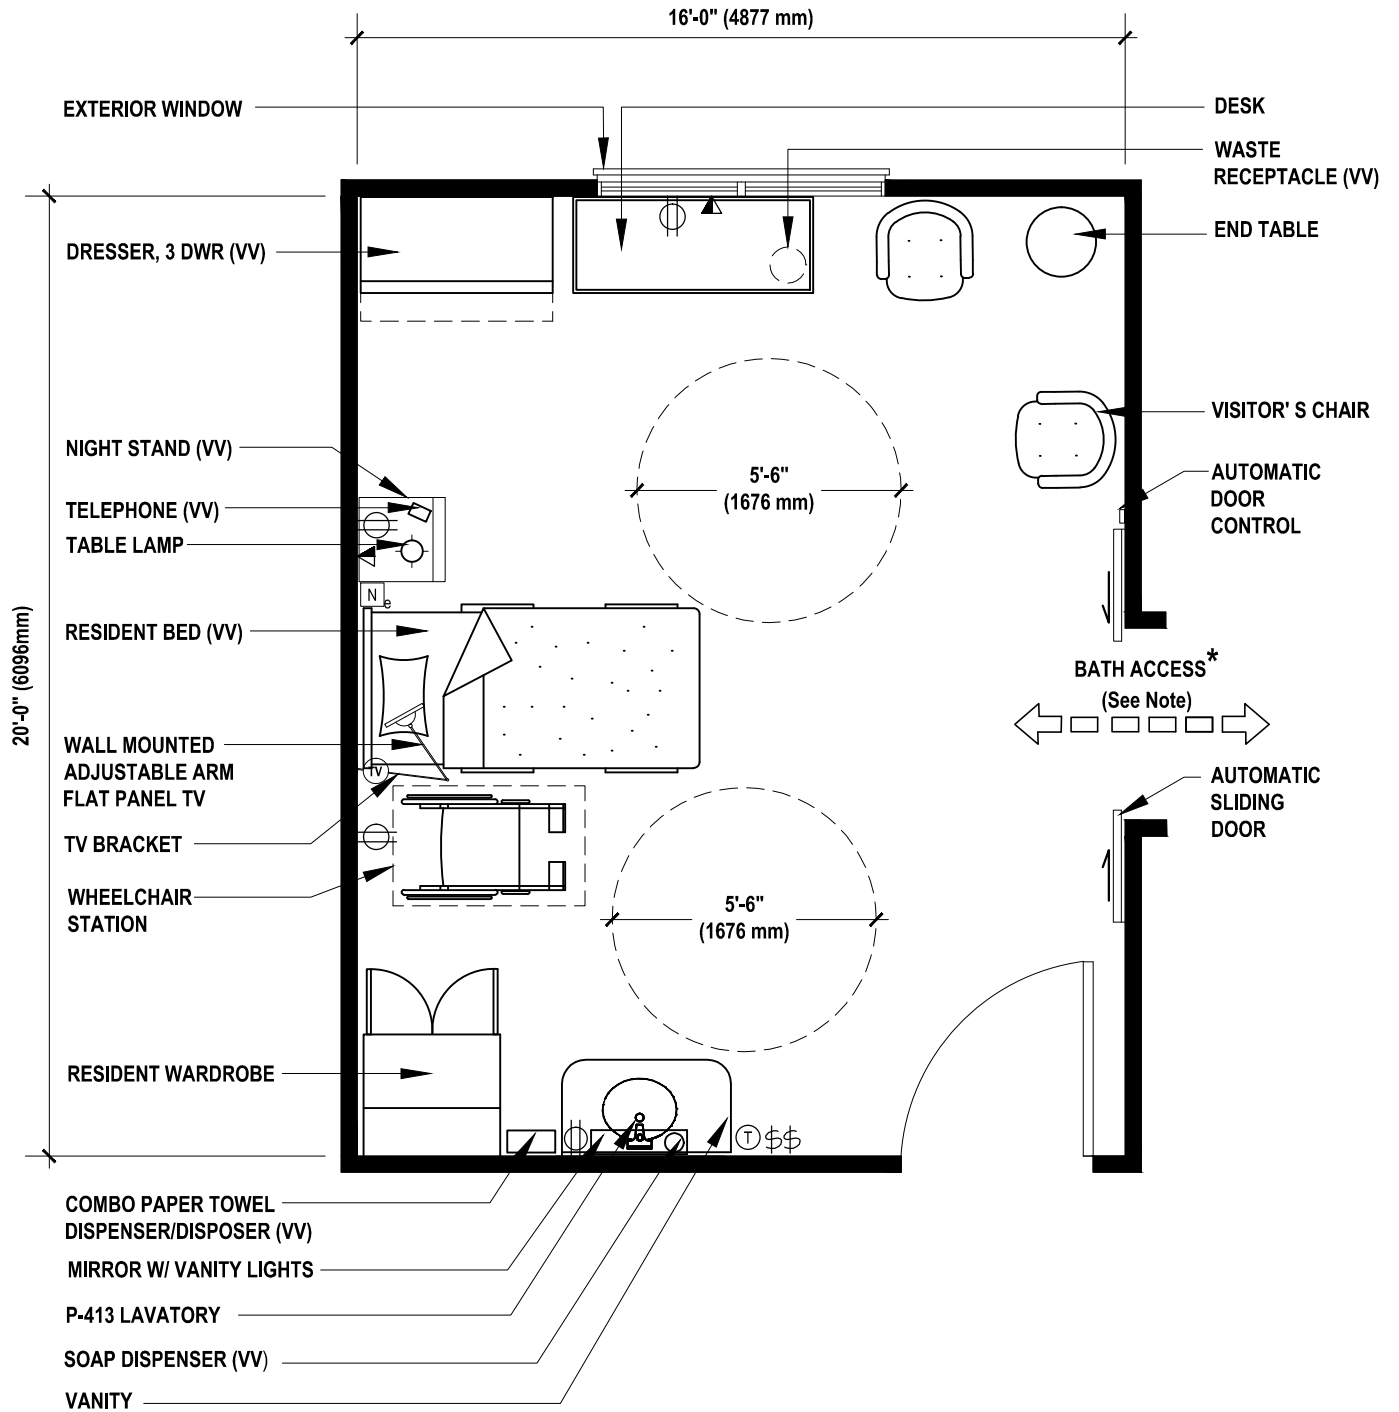 16'-0" (4877 mm)
EXTERIOR WINDOW
DESK
WASTE
RECEPTACLE (VV)
END TABLE
DRESSER, 3 DWR (VV)
VISITOR' S CHAIR
NIGHT STAND (VV)
AUTOMATIC
DOOR
CONTROL
5'-6"
(1676 mm)
TELEPHONE (VV)
TABLE LAMP
N
e
20'-0" (6096mm)
RESIDENT BED (VV)
BATH ACCESS*
(See Note)
WALL MOUNTED
ADJUSTABLE ARM
FLAT PANEL TV
TV
AUTOMATIC
SLIDING
DOOR
TV BRACKET
WHEELCHAIR
STATION
5'-6"
(1676 mm)
RESIDENT WARDROBE
T $$
COMBO PAPER TOWEL
DISPENSER/DISPOSER (VV)
MIRROR W/ VANITY LIGHTS
P-413 LAVATORY
SOAP DISPENSER (VV)
VANITY